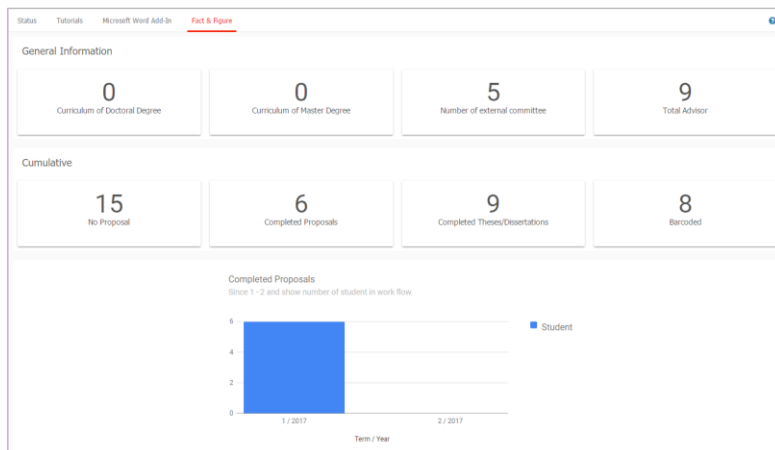 Status Tutorials Microsoft Word Add-In Fact & Figure
General Information
0 0 5 9
Curriculum of Doctoral Degree Curriculum of Master Degree Number of external committee Total Advisor
Cumulative
15 6 9 8
No Proposal Completed Proposals Completed Theses/Dissertations Barcoded
Completed Proposals
Since 1 - 2 and show number of student in work flow.
6
Student
4
2
0
1 / 2017 2 / 2017
Term / Year